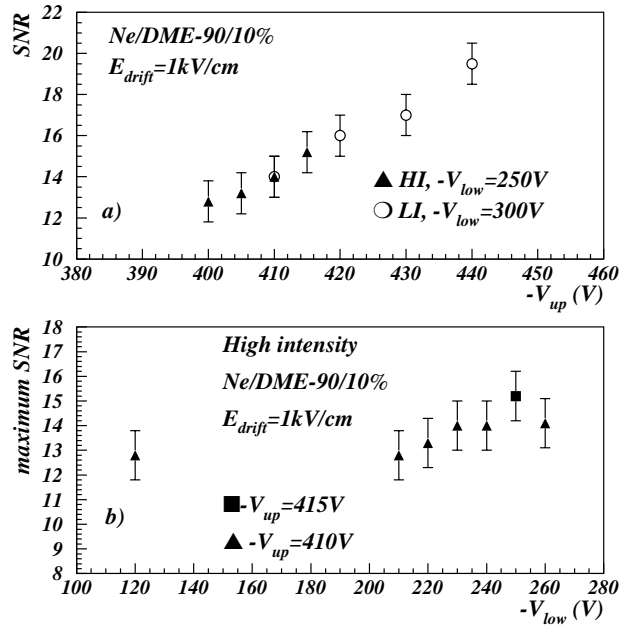 SNR
22
20
18
16
14
12
10
Ne/DME-90/10%
E_drift=1kV/cm
HI, -V_low=250V
LI, -V_low=300V
a)
380 390 400 410 420 430 440 450 460
-V_up (V)
maximum SNR
18
17
16
15
14
13
12
11
10
9
8
High intensity
Ne/DME-90/10%
E_drift=1kV/cm
b)
-V_up=415V
-V_up=410V
100 120 140 160 180 200 220 240 260 280
-V_low (V)